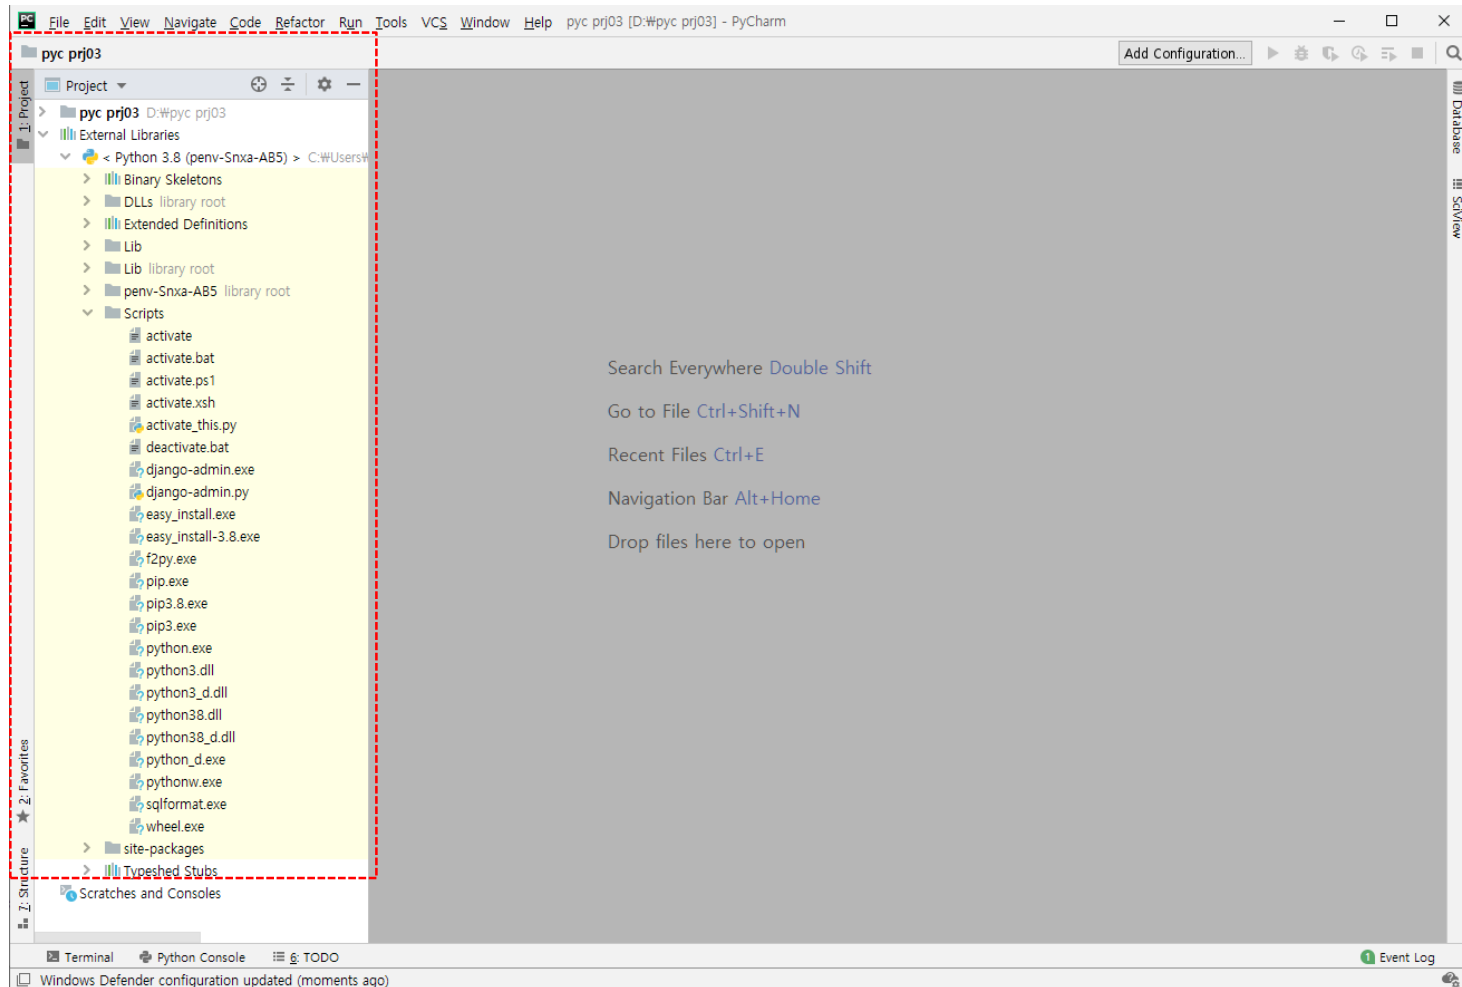 PC File Edit View Navigate Code Refactor Run Tools VCS Window Help pyc prj03 [D:₩pyc prj03] - PyCharm
pyc prj03 Add Configuration...
1: Project
Project
pyc prj03 D:₩pyc prj03
External Libraries
< Python 3.8 (penv-Snxa-AB5) > C:₩Users₩
Binary Skeletons
DLLs library root
Extended Definitions
Lib
Lib library root
penv-Snxa-AB5 library root
Scripts
activate
activate.bat
activate.ps1
activate.xsh
activate_this.py
deactivate.bat
django-admin.exe
django-admin.py
easy_install.exe
easy_install-3.8.exe
f2py.exe
pip.exe
pip3.8.exe
pip3.exe
python.exe
python3.dll
python3_d.dll
python38.dll
python38_d.dll
python_d.exe
pythonw.exe
sqlformat.exe
wheel.exe
site-packages
Typeshed Stubs
Scratches and Consoles
2: Favorites
7: Structure
Search Everywhere Double Shift
Go to File Ctrl+Shift+N
Recent Files Ctrl+E
Navigation Bar Alt+Home
Drop files here to open
Database
SciView
Terminal Python Console 6: TODO 1 Event Log
Windows Defender configuration updated (moments ago)